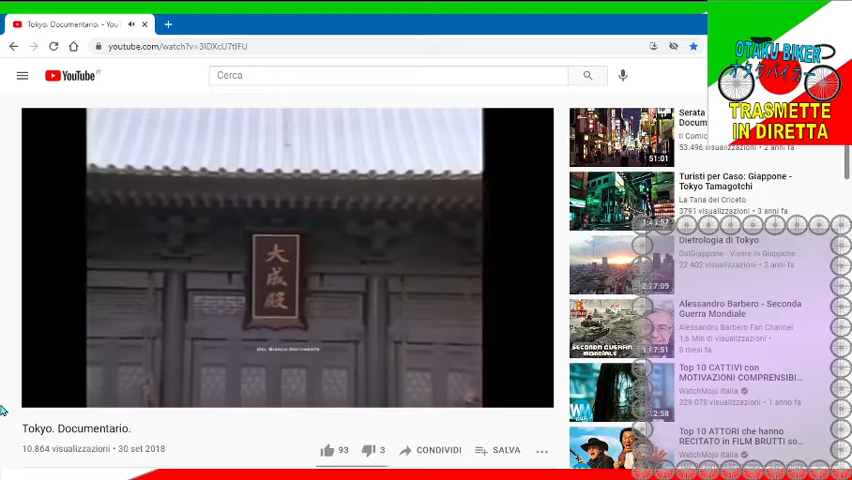 Tokyo. Documentario. - You
youtube.com/watch?v=3IDXcU7tIFU
YouTube IT
Cerca
OTAKU BIKER
オタクバイカー
TRASMETTE
IN DIRETTA
大成殿
DEL BIANCO DOCUMENTS
Tokyo. Documentario.
10.864 visualizzazioni • 30 set 2018
93
3
CONDIVIDI
SALVA
Serata
Docum
Il Comic
53.496 visualizzazioni • 2 anni fa
51:01
Turisti per Caso: Giappone -
Tokyo Tamagotchi
La Tana del Criceto
3791 visualizzazioni • 3 anni fa
Dietrologia di Tokyo
DalGiappone - Vivere in Giappone ...
22.402 visualizzazioni • 2 anni fa
2:17:09
Alessandro Barbero - Seconda
Guerra Mondiale
Alessandro Barbero Fan Channel
1,6 Mln di visualizzazioni •
8 mesi fa
SECONDA GUERRA
MONDIALE
1:17:51
Top 10 CATTIVI con
MOTIVAZIONI COMPRENSIBI...
WatchMojo Italia
329.078 visualizzazioni • 1 anno fa
12:58
Top 10 ATTORI che hanno
RECITATO in FILM BRUTTI so...
WatchMojo Italia